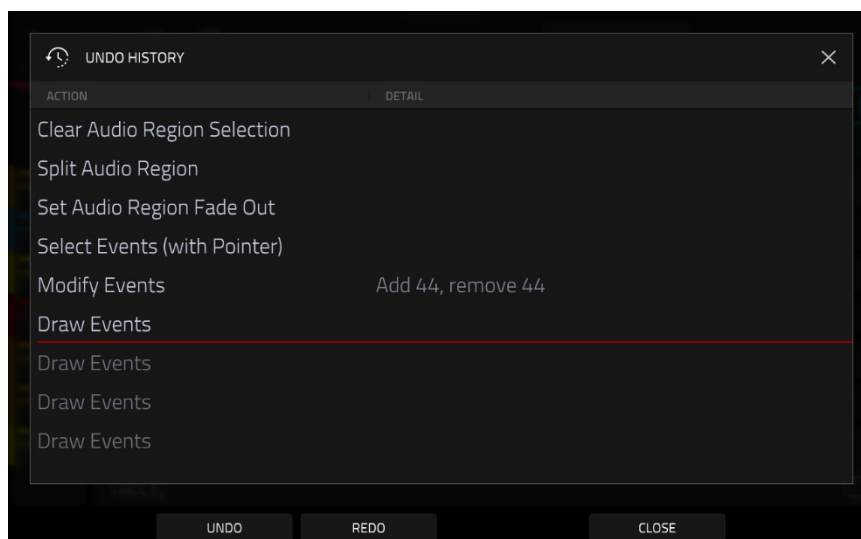 UNDO HISTORY
ACTION DETAIL
Clear Audio Region Selection
Split Audio Region
Set Audio Region Fade Out
Select Events (with Pointer)
Modify Events Add 44, remove 44
Draw Events
Draw Events
Draw Events
Draw Events
UNDO REDO CLOSE